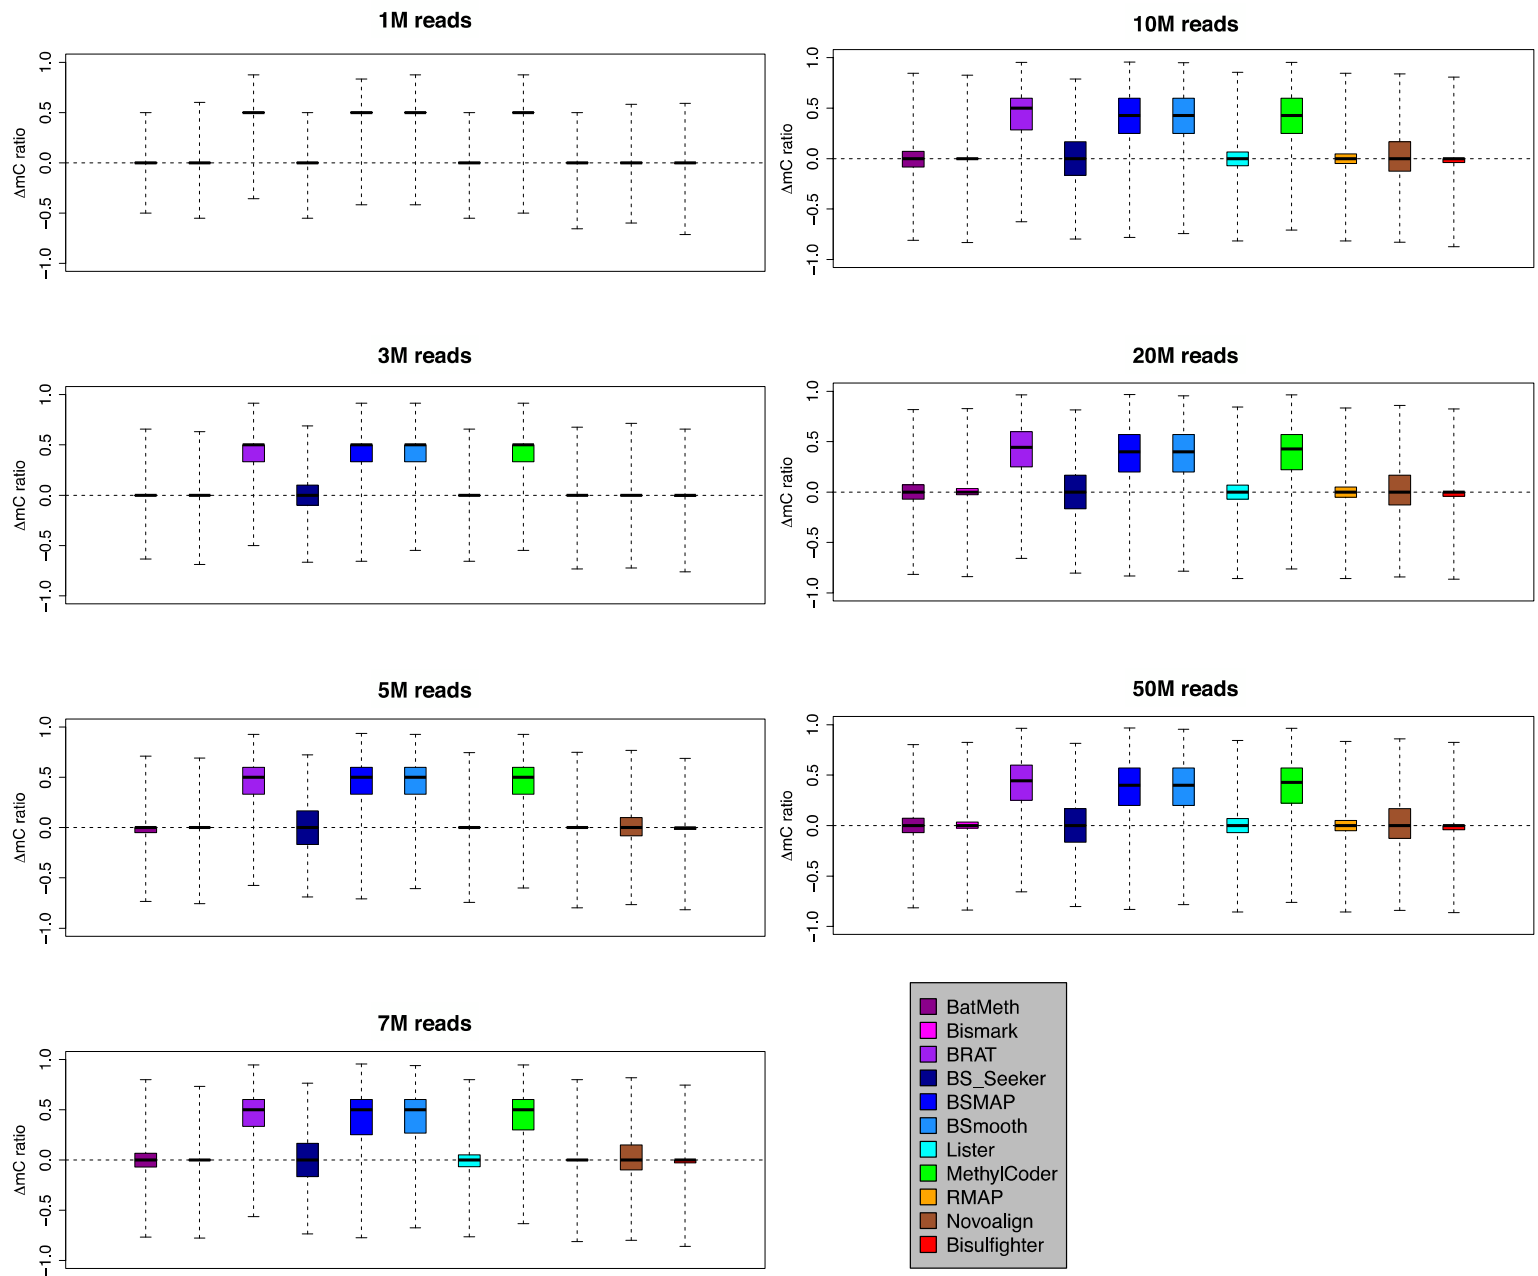 1M reads
ΔmC ratio
1.0
0.5
0.0
−0.5
−1.0
3M reads
ΔmC ratio
1.0
0.5
0.0
−0.5
−1.0
5M reads
ΔmC ratio
1.0
0.5
0.0
−0.5
−1.0
7M reads
ΔmC ratio
1.0
0.5
0.0
−0.5
−1.0
10M reads
ΔmC ratio
1.0
0.5
0.0
−0.5
−1.0
20M reads
ΔmC ratio
1.0
0.5
0.0
−0.5
−1.0
50M reads
ΔmC ratio
1.0
0.5
0.0
−0.5
−1.0
BatMeth
Bismark
BRAT
BS_Seeker
BSMAP
BSmooth
Lister
MethylCoder
RMAP
Novoalign
Bisulfighter